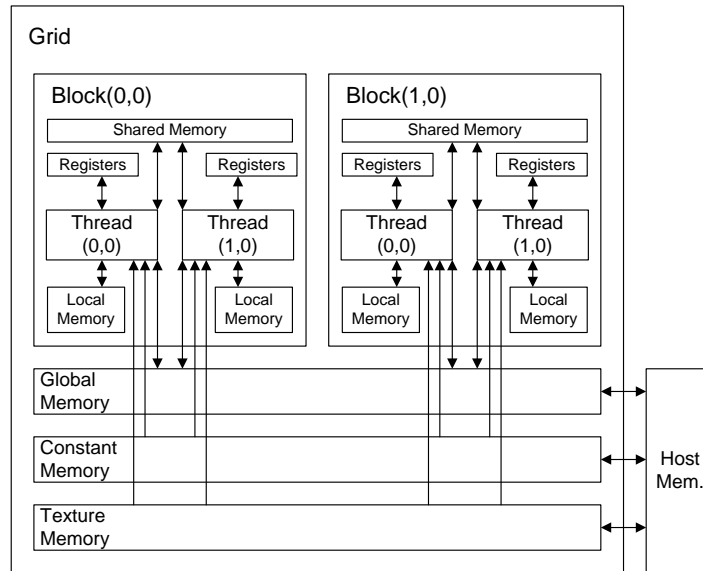 Grid
Block(0,0)
Shared Memory
Registers
Registers
Thread
(0,0)
Thread
(1,0)
Local
Memory
Local
Memory
Block(1,0)
Shared Memory
Registers
Registers
Thread
(0,0)
Thread
(1,0)
Local
Memory
Local
Memory
Global
Memory
Constant
Memory
Texture
Memory
Host
Mem.